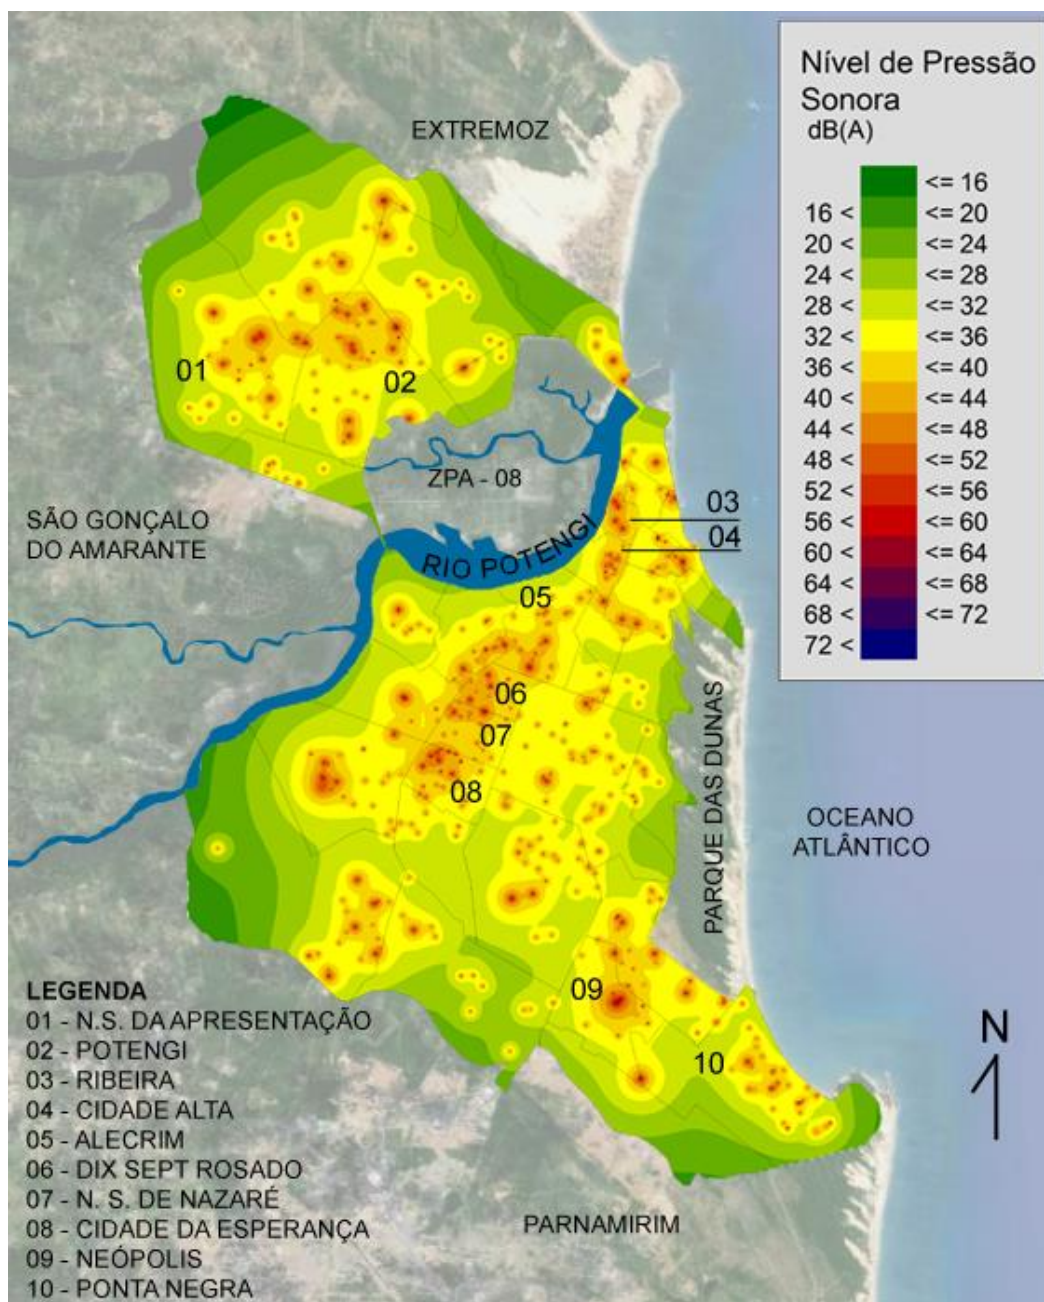 EXTREMOZ
Nível de Pressão
Sonora
dB(A)
<= 16
16 < <= 20
20 < <= 24
24 < <= 28
28 < <= 32
32 < <= 36
36 < <= 40
40 < <= 44
44 < <= 48
48 < <= 52
52 < <= 56
56 < <= 60
60 < <= 64
64 < <= 68
68 < <= 72
72 <
01
02
ZPA - 08
03
04
SÃO GONÇALO
DO AMARANTE
RIO POTENGI
05
06
07
08
PARQUE DAS DUNAS
OCEANO
ATLÂNTICO
09
10
N
LEGENDA
01 - N.S. DA APRESENTAÇÃO
02 - POTENGI
03 - RIBEIRA
04 - CIDADE ALTA
05 - ALECRIM
06 - DIX SEPT ROSADO
07 - N. S. DE NAZARÉ
08 - CIDADE DA ESPERANÇA
09 - NEÓPOLIS
10 - PONTA NEGRA
PARNAMIRIM